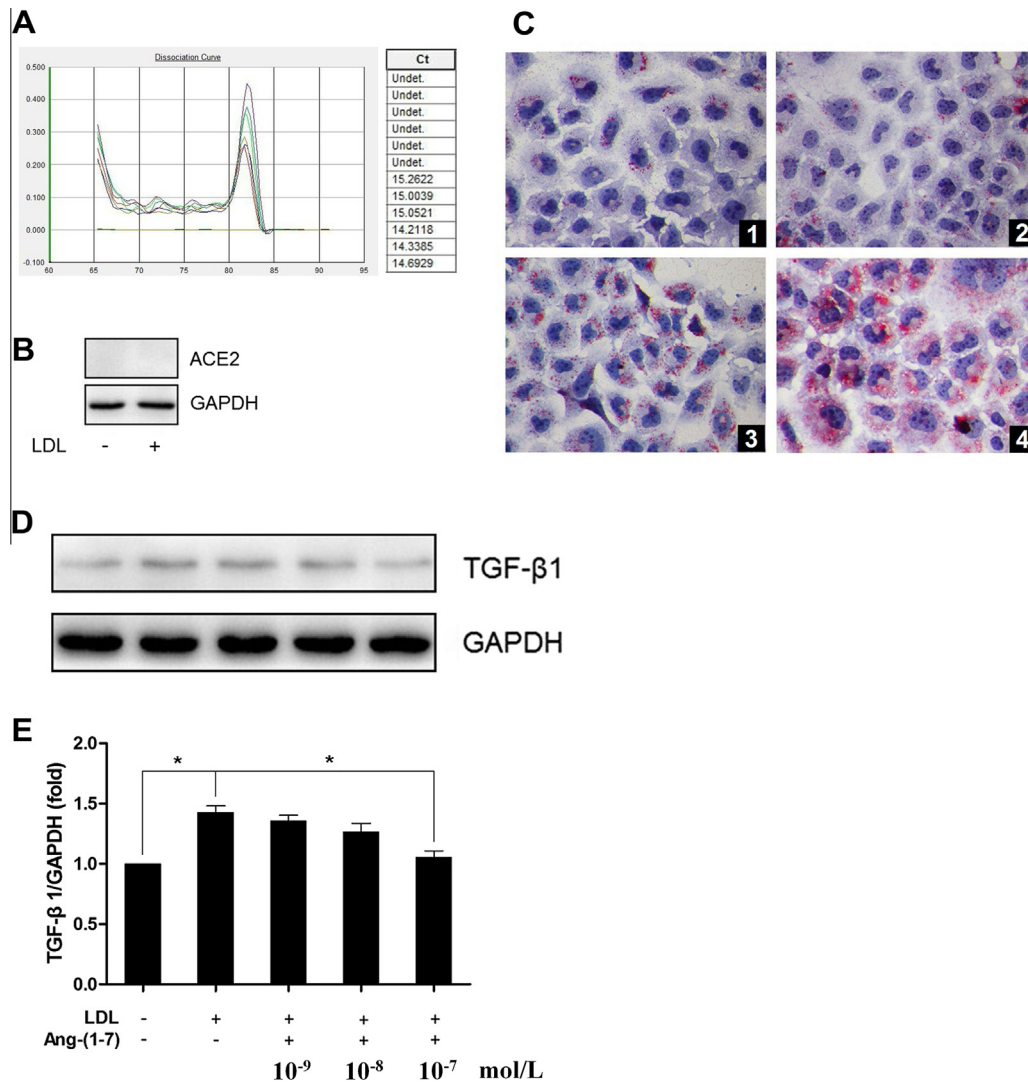 A
Dissociation Curve
0.500
0.400
0.300
0.200
0.100
0.000
-0.100
60 65 70 75 80 85 90 95
Ct
Undet.
Undet.
Undet.
Undet.
Undet.
Undet.
15.2622
15.0039
15.0521
14.2118
14.3385
14.6929
B
ACE2
GAPDH
LDL - +
C
1
2
3
4
D
TGF-β1
GAPDH
E
TGF-β 1/GAPDH (fold)
2.0
1.5
1.0
0.5
0.0
* *
LDL - + + + +
Ang-(1-7) - - + + +
10⁻⁹ 10⁻⁸ 10⁻⁷ mol/L